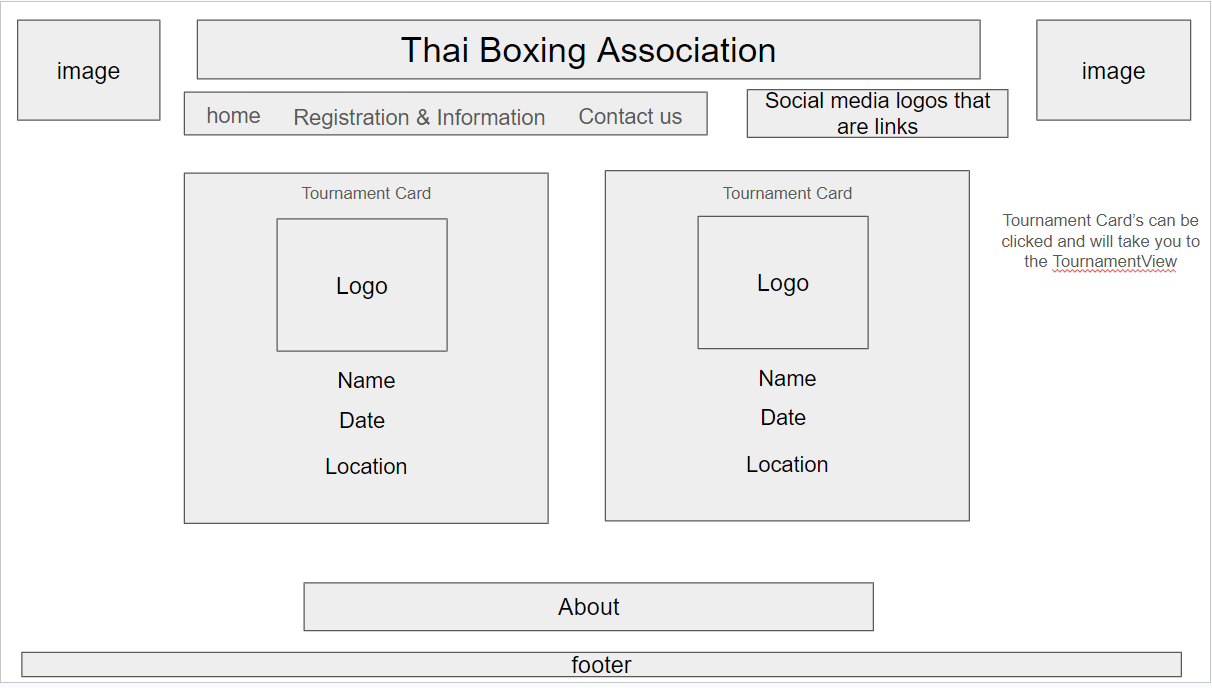 image
Thai Boxing Association
image
home
Registration & Information
Contact us
Social media logos that
are links
Tournament Card
Logo
Name
Date
Location
Tournament Card
Logo
Name
Date
Location
Tournament Card’s can be
clicked and will take you to
the TournamentView
About
footer